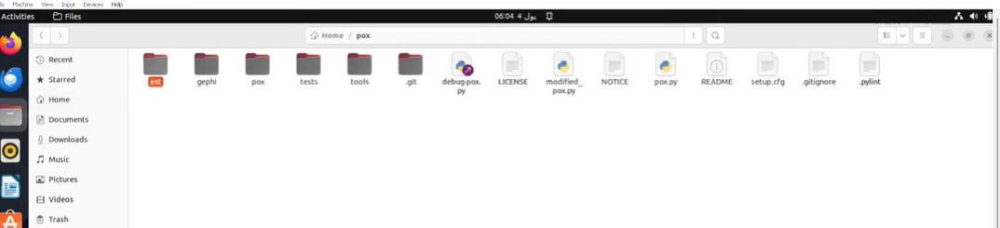 Machine View Input Devices Help
Activities Files 06:04 4 يول
Home / pox
Recent
Starred
Home
Documents
Downloads
Music
Pictures
Videos
Trash
ext gephi pox tests tools .git debug-pox.py LICENSE modified_pox.py NOTICE pox.py README setup.cfg .gitignore .pylint